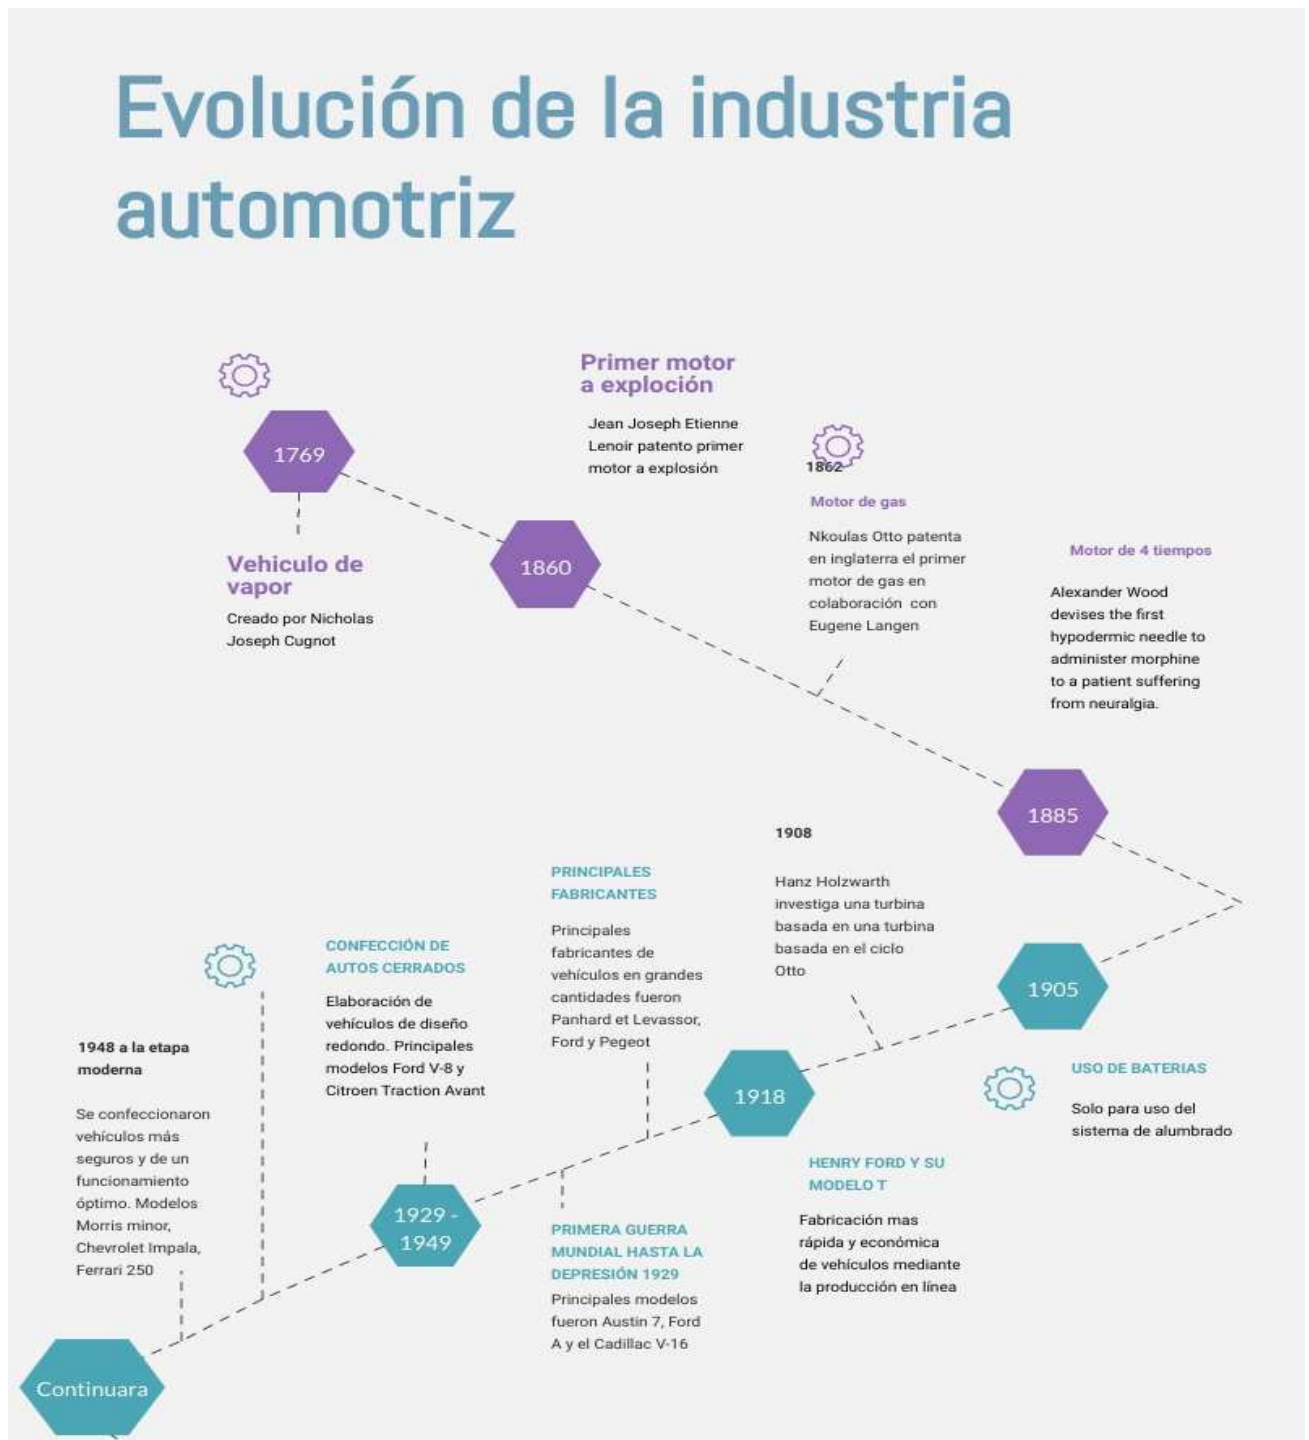 Evolución de la industria
automotriz
1769
Vehiculo de
vapor
Creado por Nicholas
Joseph Cugnot
Primer motor
a exploción
Jean Joseph Etienne
Lenoir patento primer
motor a explosión
1860
1862
Motor de gas
Nkoulas Otto patenta
en inglaterra el primer
motor de gas en
colaboración con
Eugene Langen
Motor de 4 tiempos
Alexander Wood
devises the first
hypodermic needle to
administer morphine
to a patient suffering
from neuralgia.
1885
1905
USO DE BATERIAS
Solo para uso del
sistema de alumbrado
1908
Hanz Holzwarth
investiga una turbina
basada en una turbina
basada en el ciclo
Otto
1918
HENRY FORD Y SU
MODELO T
Fabricación mas
rápida y económica
de vehículos mediante
la producción en línea
PRINCIPALES
FABRICANTES
Principales
fabricantes de
vehículos en grandes
cantidades fueron
Panhard et Levassor,
Ford y Pegeot
PRIMERA GUERRA
MUNDIAL HASTA LA
DEPRESIÓN 1929
Principales modelos
fueron Austin 7, Ford
A y el Cadillac V-16
CONFECCIÓN DE
AUTOS CERRADOS
Elaboración de
vehículos de diseño
redondo. Principales
modelos Ford V-8 y
Citroen Traction Avant
1929 -
1949
1948 a la etapa
moderna
Se confeccionaron
vehículos más
seguros y de un
funcionamiento
óptimo. Modelos
Morris minor,
Chevrolet Impala,
Ferrari 250
Continuara